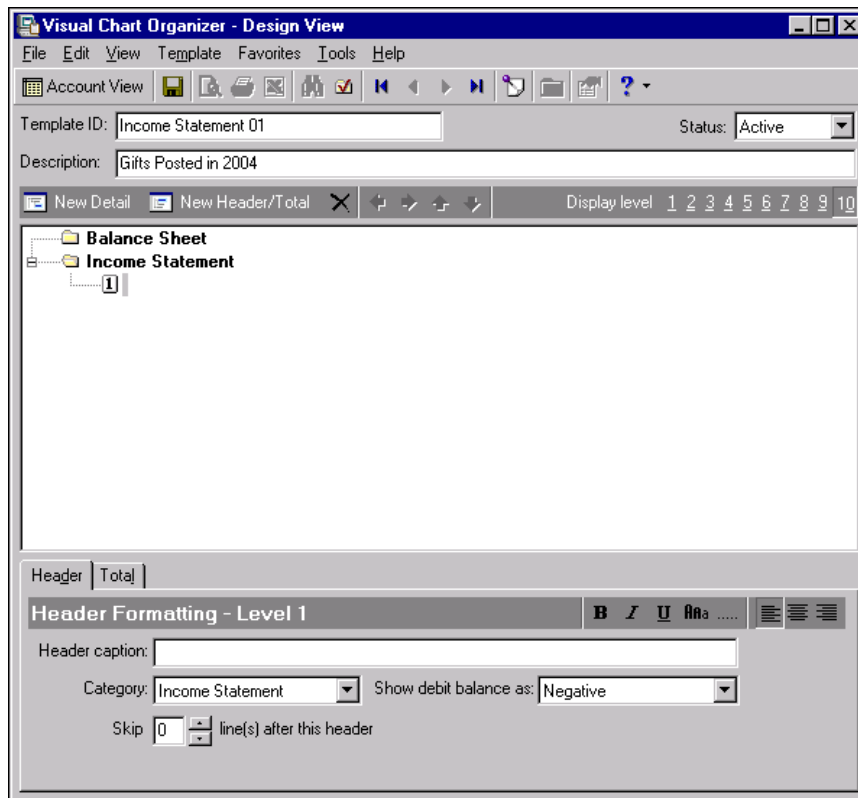 Visual Chart Organizer - Design View
File Edit View Template Favorites Tools Help
Account View ?
Template ID: Income Statement 01 Status: Active
Description: Gifts Posted in 2004
New Detail New Header/Total Display level 1 2 3 4 5 6 7 8 9 10
Balance Sheet
Income Statement
1
Header Total
Header Formatting - Level 1 B I U AAa .....
Header caption:
Category: Income Statement Show debit balance as: Negative
Skip 0 line(s) after this header